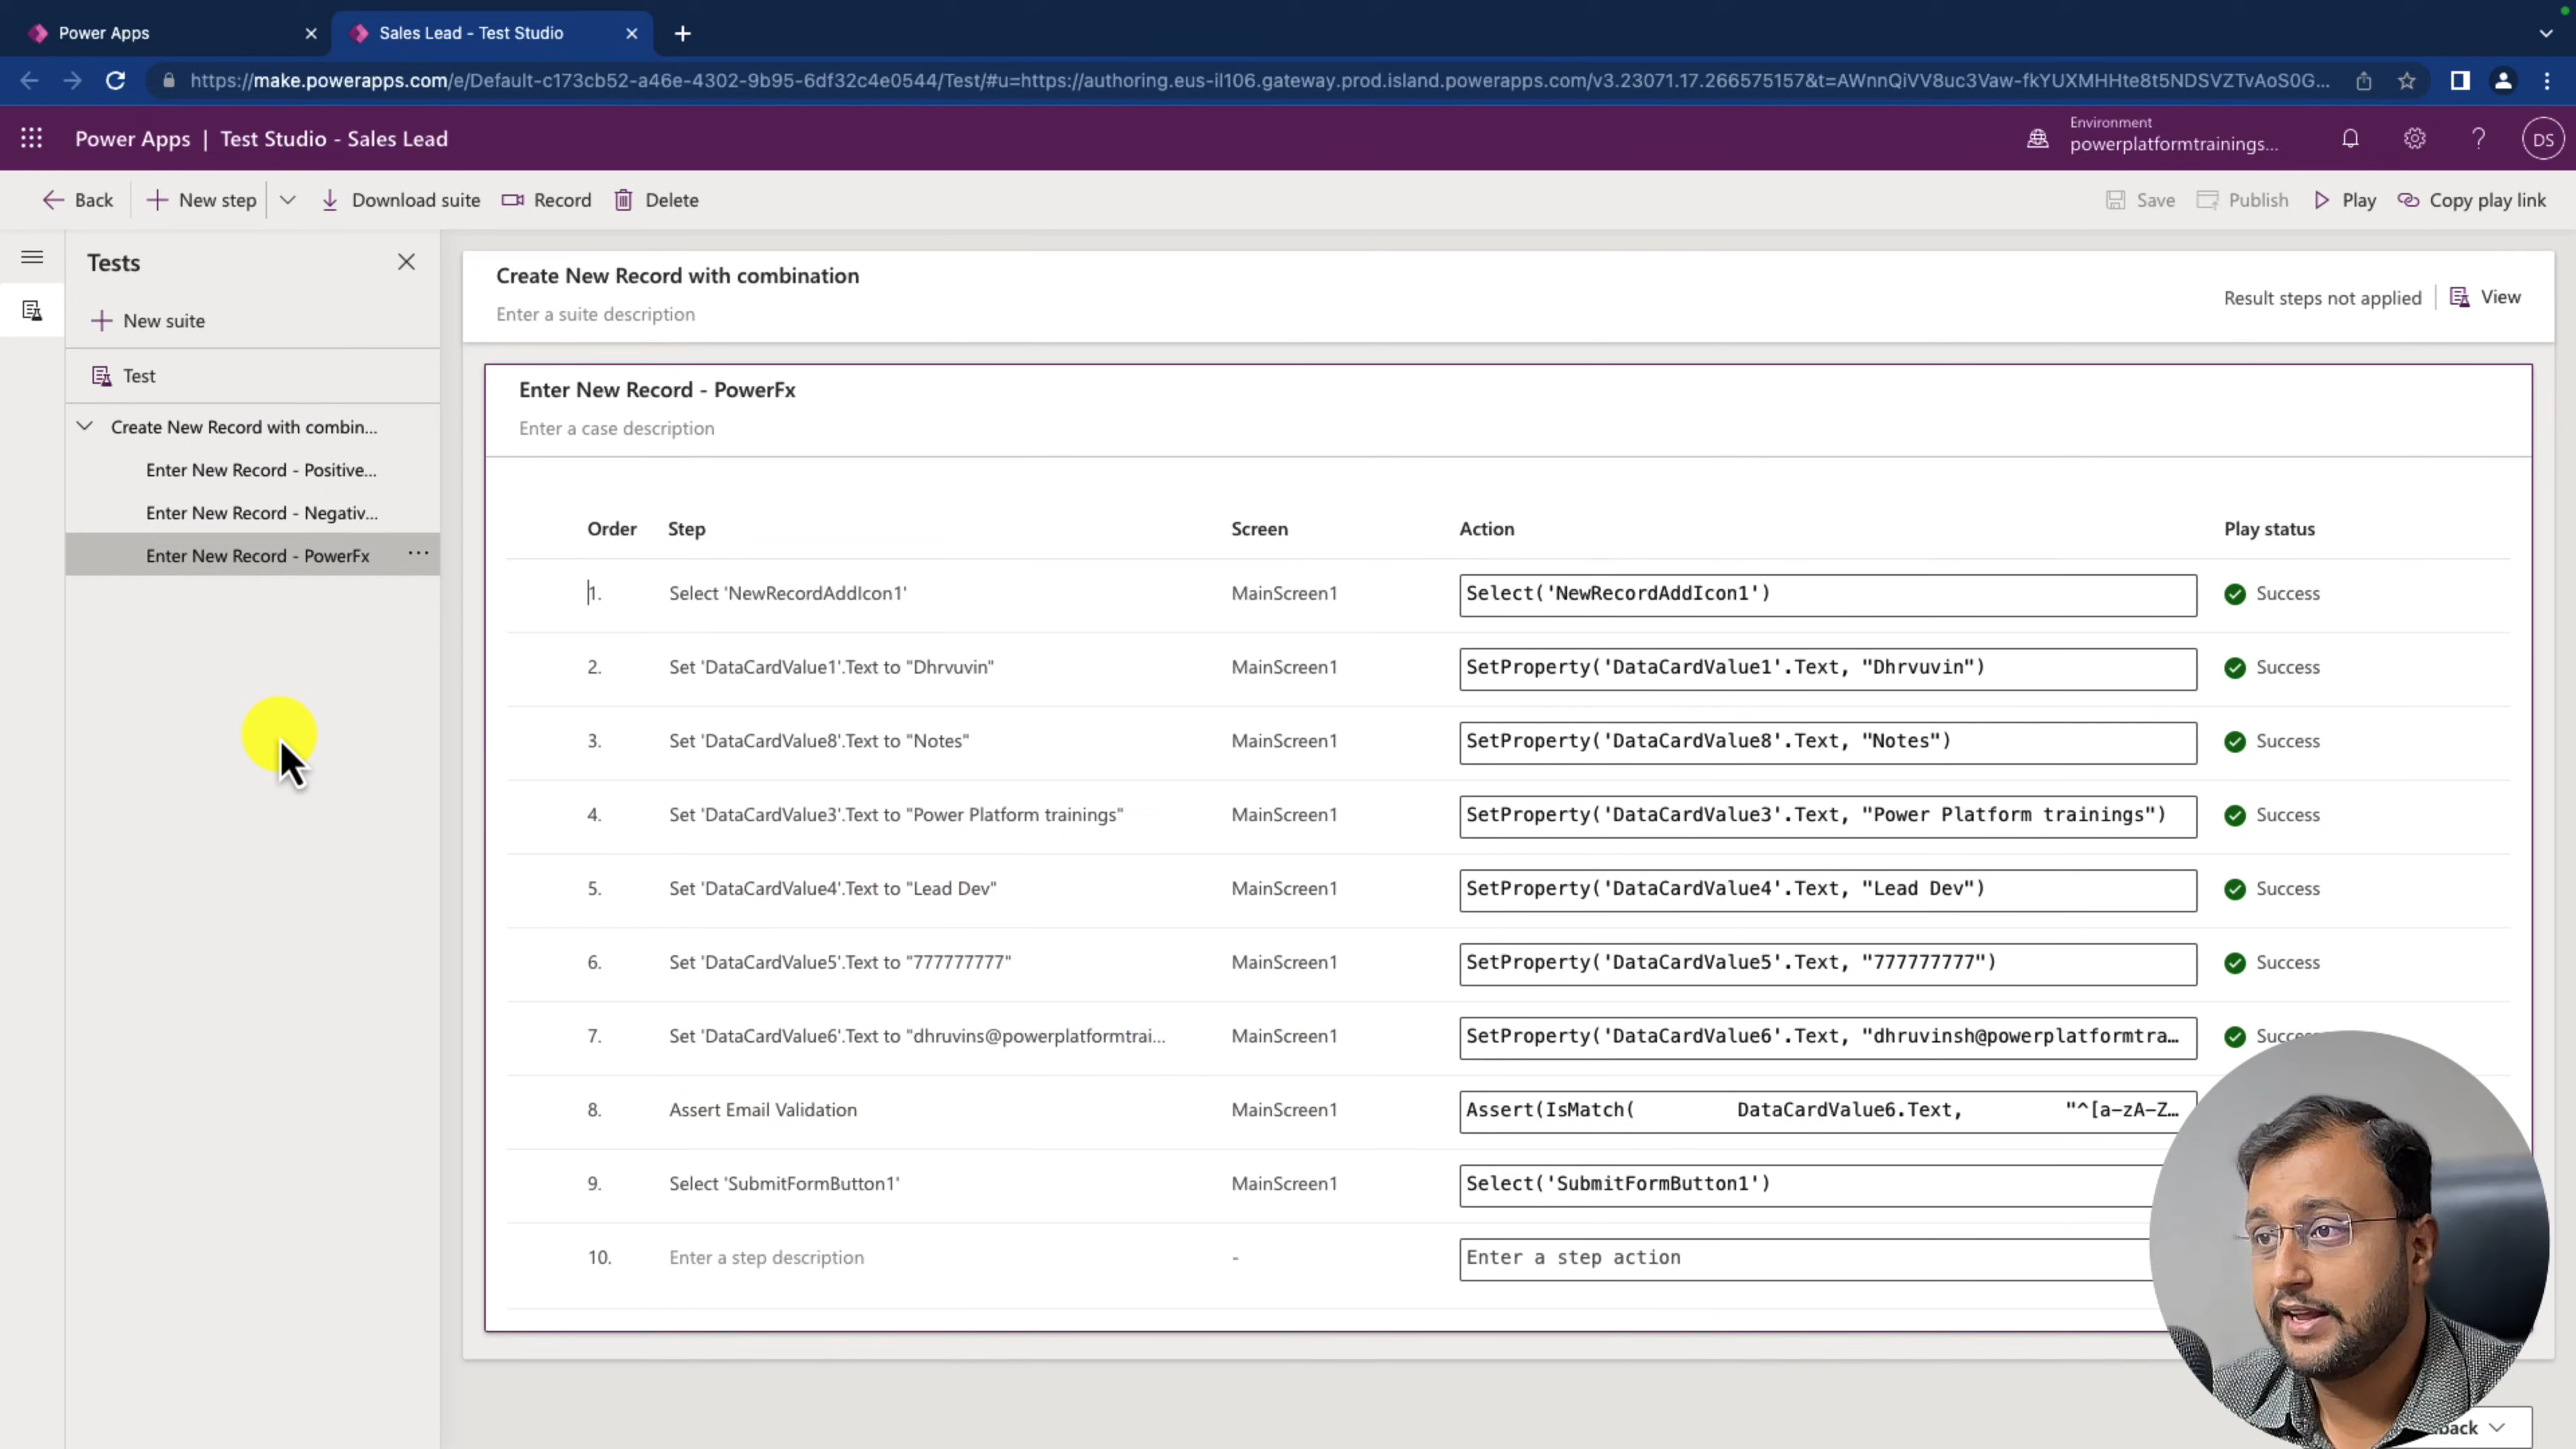 Power Apps
Sales Lead - Test Studio
https://make.powerapps.com/e/Default-c173cb52-a46e-4302-9b95-6df32c4e0544/Test/#u=https://authoring.eus-il106.gateway.prod.island.powerapps.com/v3.23071.17.266575157&t=AWnnQiVV8uc3Vaw-fkYUXMHHte8t5NDSVZTvAoS0G...
Power Apps | Test Studio - Sales Lead
Environment
powerplatformtrainings...
DS
Back
New step
Download suite
Record
Delete
Save
Publish
Play
Copy play link
Tests
New suite
Test
Create New Record with combin...
Enter New Record - Positive...
Enter New Record - Negativ...
Enter New Record - PowerFx ...
Create New Record with combination
Enter a suite description
Result steps not applied
View
Enter New Record - PowerFx
Enter a case description
Order Step Screen Action Play status
1. Select 'NewRecordAddIcon1' MainScreen1 Select('NewRecordAddIcon1') Success
2. Set 'DataCardValue1'.Text to "Dhrvuvin" MainScreen1 SetProperty('DataCardValue1'.Text, "Dhrvuvin") Success
3. Set 'DataCardValue8'.Text to "Notes" MainScreen1 SetProperty('DataCardValue8'.Text, "Notes") Success
4. Set 'DataCardValue3'.Text to "Power Platform trainings" MainScreen1 SetProperty('DataCardValue3'.Text, "Power Platform trainings") Success
5. Set 'DataCardValue4'.Text to "Lead Dev" MainScreen1 SetProperty('DataCardValue4'.Text, "Lead Dev") Success
6. Set 'DataCardValue5'.Text to "777777777" MainScreen1 SetProperty('DataCardValue5'.Text, "777777777") Success
7. Set 'DataCardValue6'.Text to "dhruvins@powerplatformtrai... MainScreen1 SetProperty('DataCardValue6'.Text, "dhruvinsh@powerplatformtra...
8. Assert Email Validation MainScreen1 Assert(IsMatch( DataCardValue6.Text, "^[a-zA-Z...
9. Select 'SubmitFormButton1' MainScreen1 Select('SubmitFormButton1')
10. Enter a step description - Enter a step action